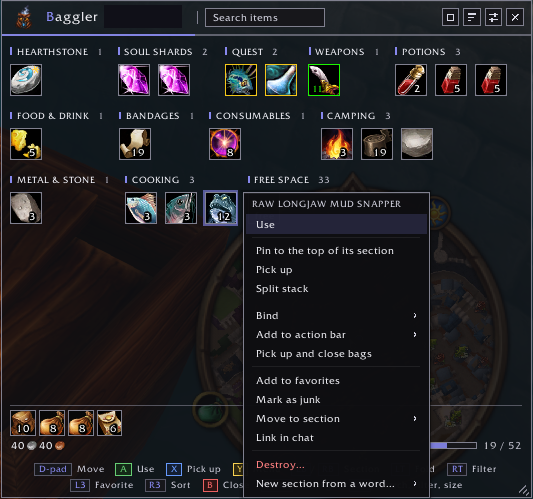 Baggler
Search items
HEARTHSTONE 1 SOUL SHARDS 2 QUEST 2 WEAPONS 1 POTIONS 3
11 2 5 5
FOOD & DRINK 1 BANDAGES 1 CONSUMABLES 1 CAMPING 3
5 19 8 3 19
METAL & STONE 1 COOKING 3 FREE SPACE 33
3 3 3 12
RAW LONGJAW MUD SNAPPER
Use
Pin to the top of its section
Pick up
Split stack
Bind ›
Add to action bar ›
Pick up and close bags
Add to favorites
Mark as junk
Move to section ›
Link in chat
Destroy...
New section from a word... ›
10 8 8 6
40 40 19 / 52
D-pad Move A Use X Pick up Y RT Filter
L3 Favorite R3 Sort B Clos er, size